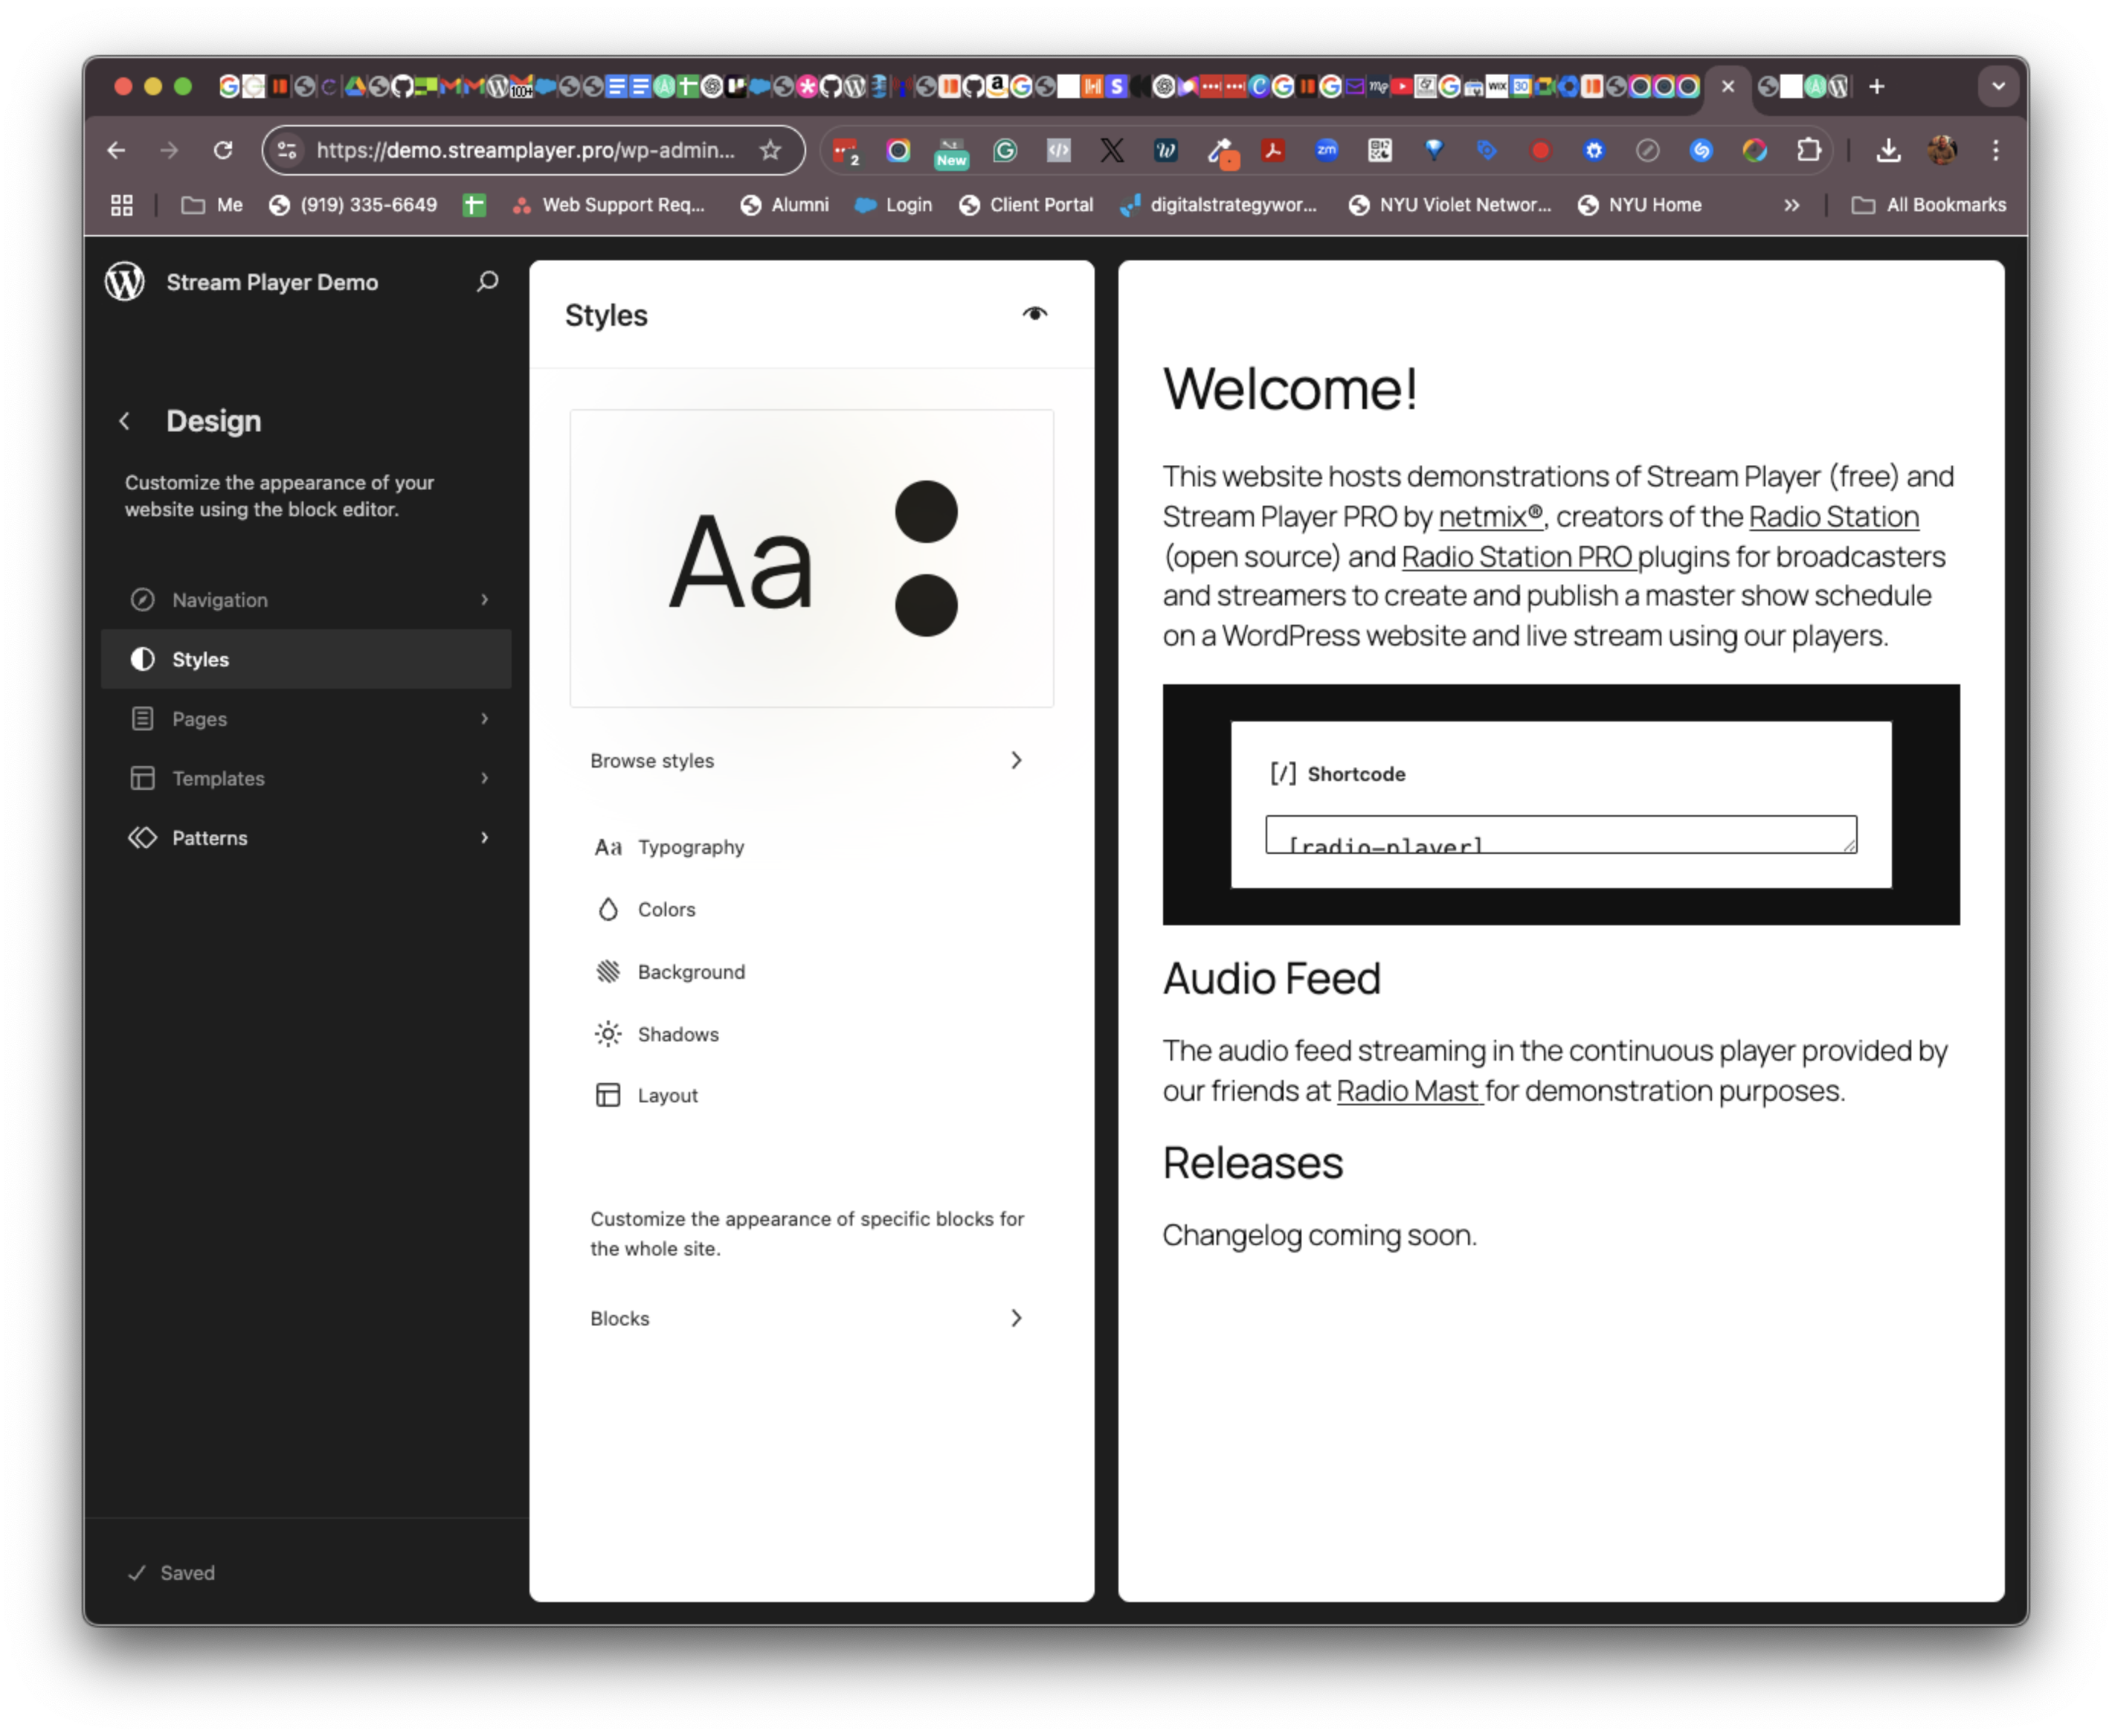 100+
WIX
30
https://demo.streamplayer.pro/wp-admin...
2
New
zm
Me
(919) 335-6649
Web Support Req...
Alumni
Login
Client Portal
digitalstrategywor...
NYU Violet Networ...
NYU Home
»
All Bookmarks
Stream Player Demo
Design
Customize the appearance of your
website using the block editor.
Navigation
Styles
Pages
Templates
Patterns
Saved
Styles
Aa
Browse styles
Aa Typography
Colors
Background
Shadows
Layout
Customize the appearance of specific blocks for
the whole site.
Blocks
Welcome!
This website hosts demonstrations of Stream Player (free) and
Stream Player PRO by netmix®, creators of the Radio Station
(open source) and Radio Station PRO plugins for broadcasters
and streamers to create and publish a master show schedule
on a WordPress website and live stream using our players.
[/] Shortcode
[radio-player]
Audio Feed
The audio feed streaming in the continuous player provided by
our friends at Radio Mast for demonstration purposes.
Releases
Changelog coming soon.